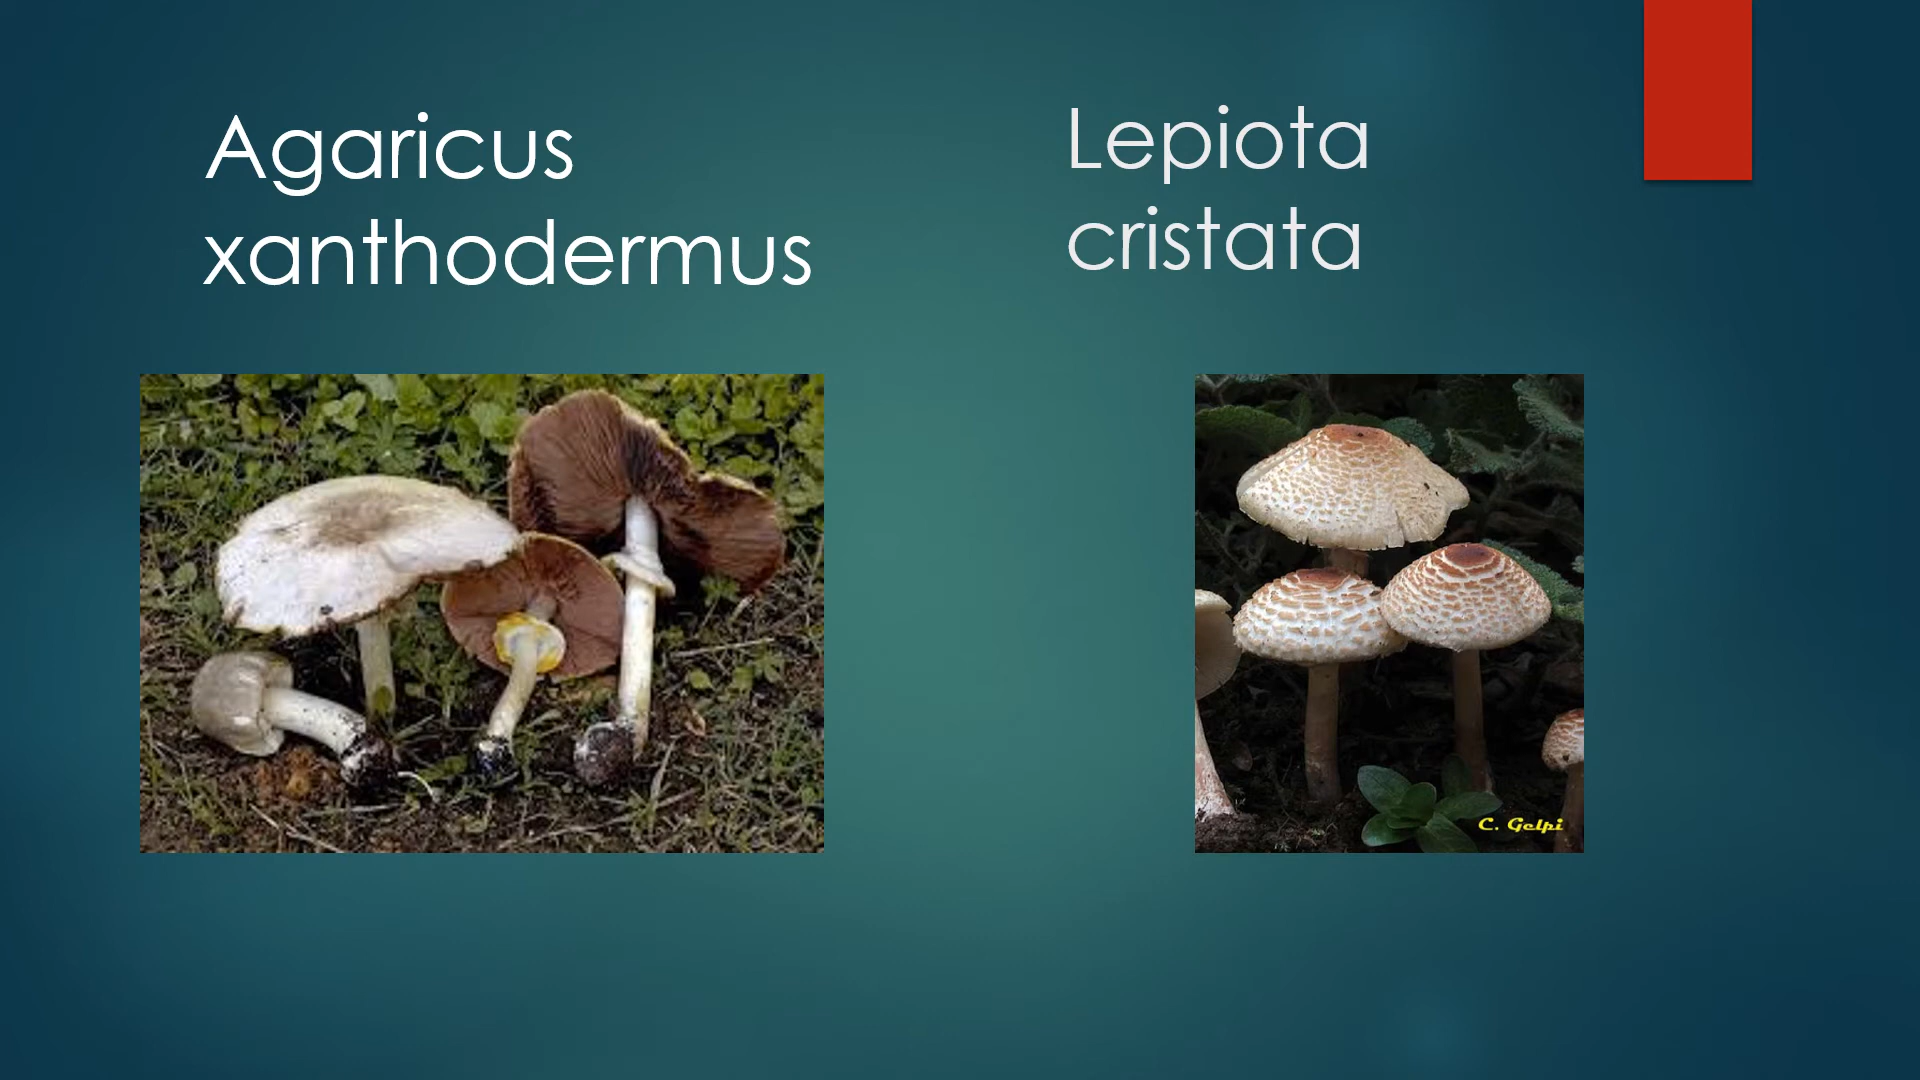 Agaricus
xanthodermus
Lepiota
cristata
C. Gelpi